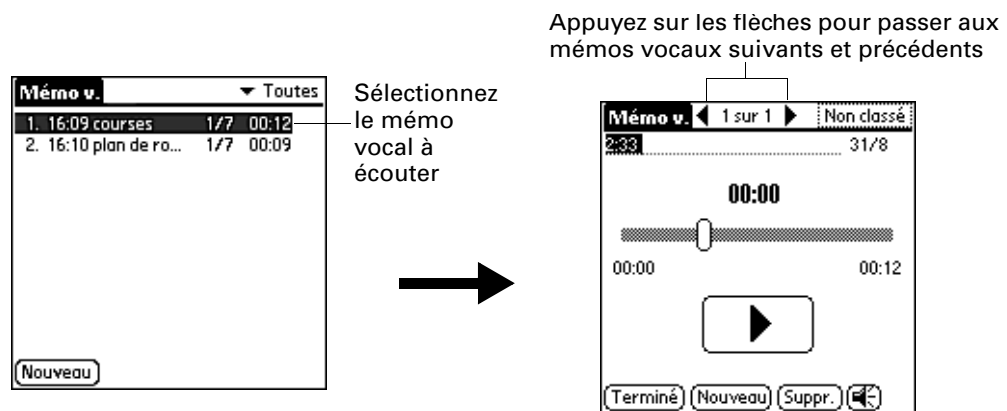 Appuyez sur les flèches pour passer aux
mémos vocaux suivants et précédents
Mémo v. Toutes
1. 16:09 courses 1/7 00:12
2. 16:10 plan de ro... 1/7 00:09
Nouveau
Sélectionnez
le mémo
vocal à
écouter
Mémo v. 1 sur 1 Non classé
31/8
00:00
00:00 00:12
Terminé Nouveau Suppr.